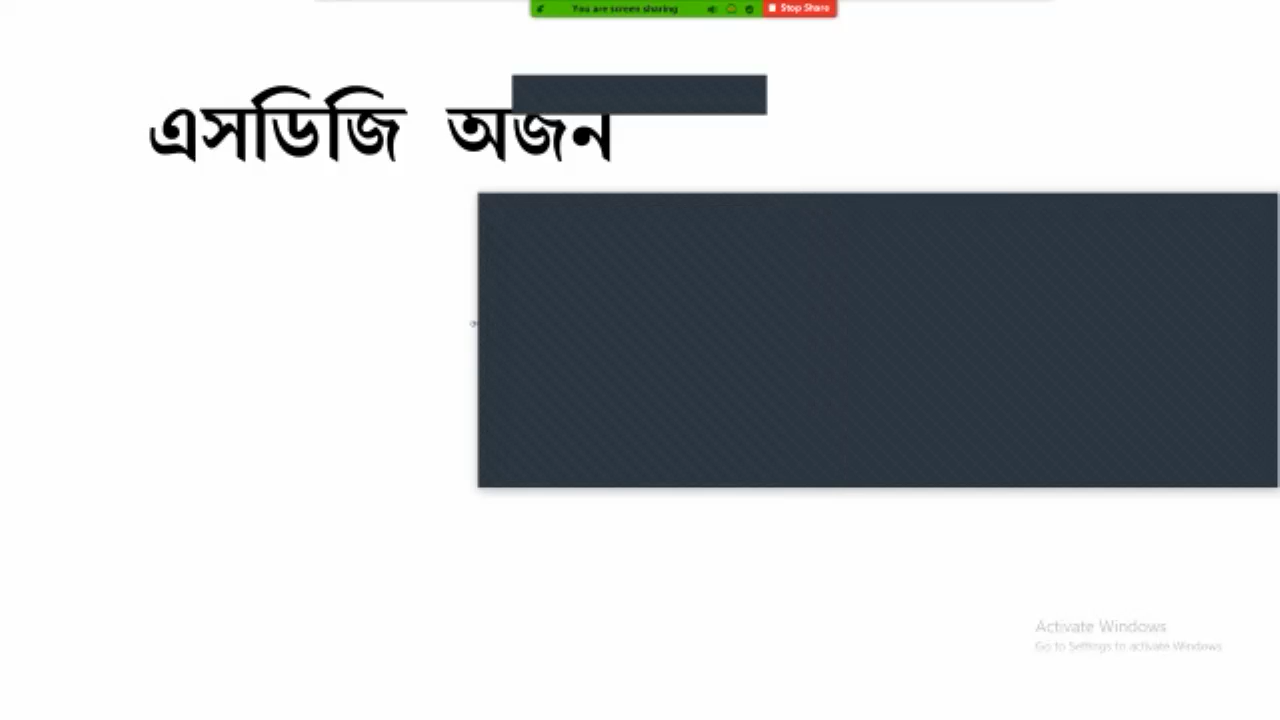 You are screen sharing Stop Share
এসডিজি অজন
Activate Windows
Go to Settings to activate Windows